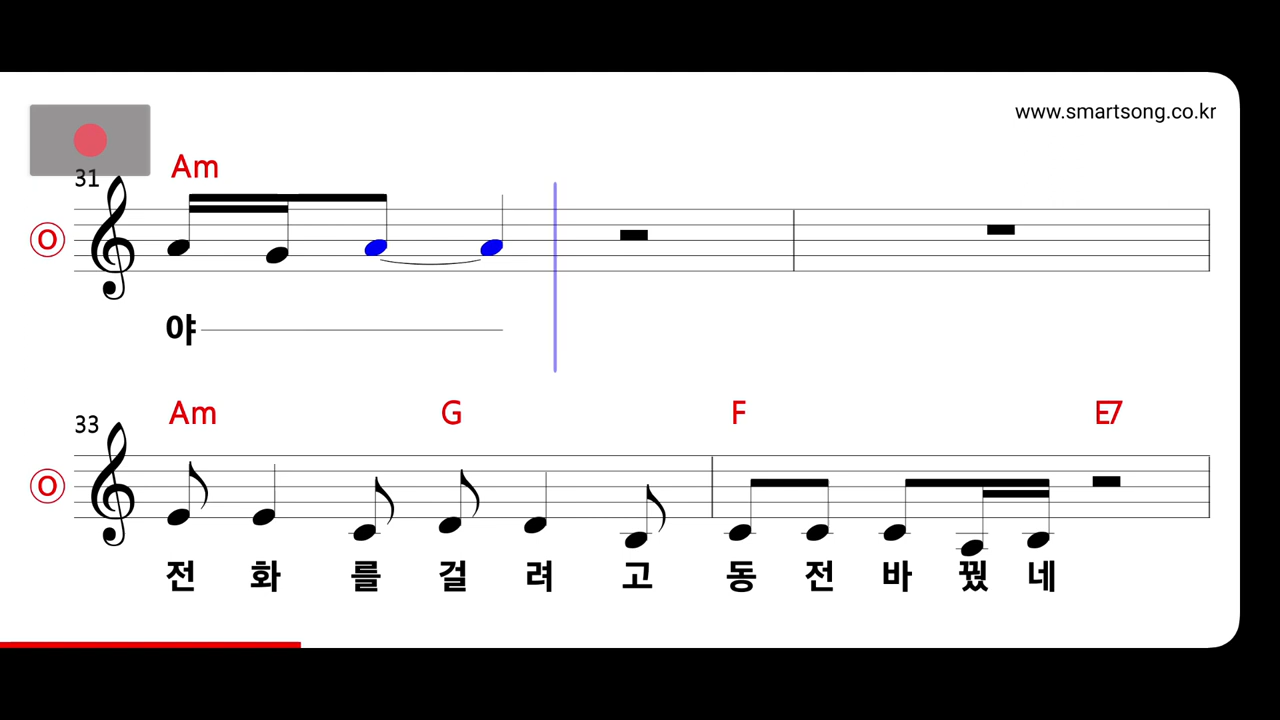 www.smartsong.co.kr
31 Am
O
야
33 Am G F E7
O
전 화 를 걸 려 고 동 전 바 꿨 네